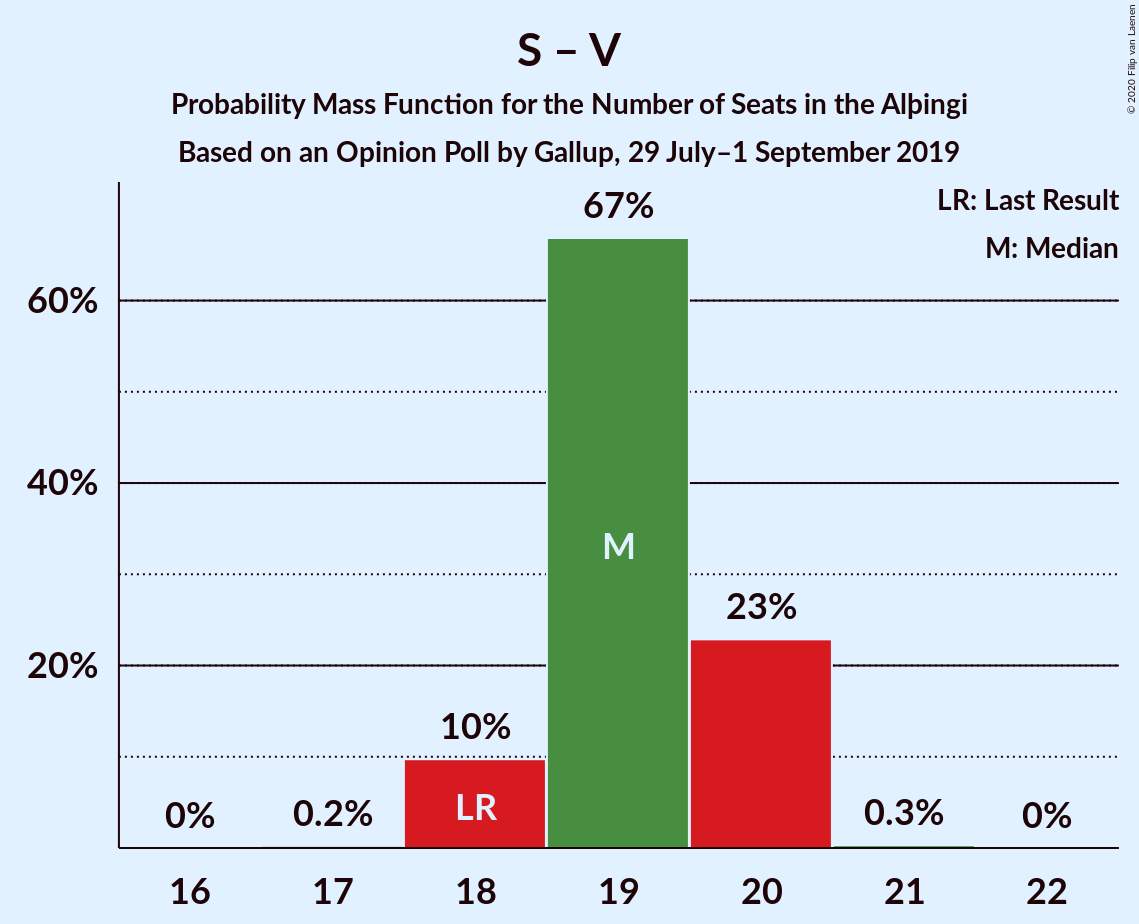 S – V
Probability Mass Function for the Number of Seats in the Alþingi
Based on an Opinion Poll by Gallup, 29 July–1 September 2019
© 2020 Filip van Laenen
LR: Last Result
M: Median
67%
60%
40%
M
23%
20%
10%
LR
0%
0.2%
0.3%
0%
16 17 18 19 20 21 22